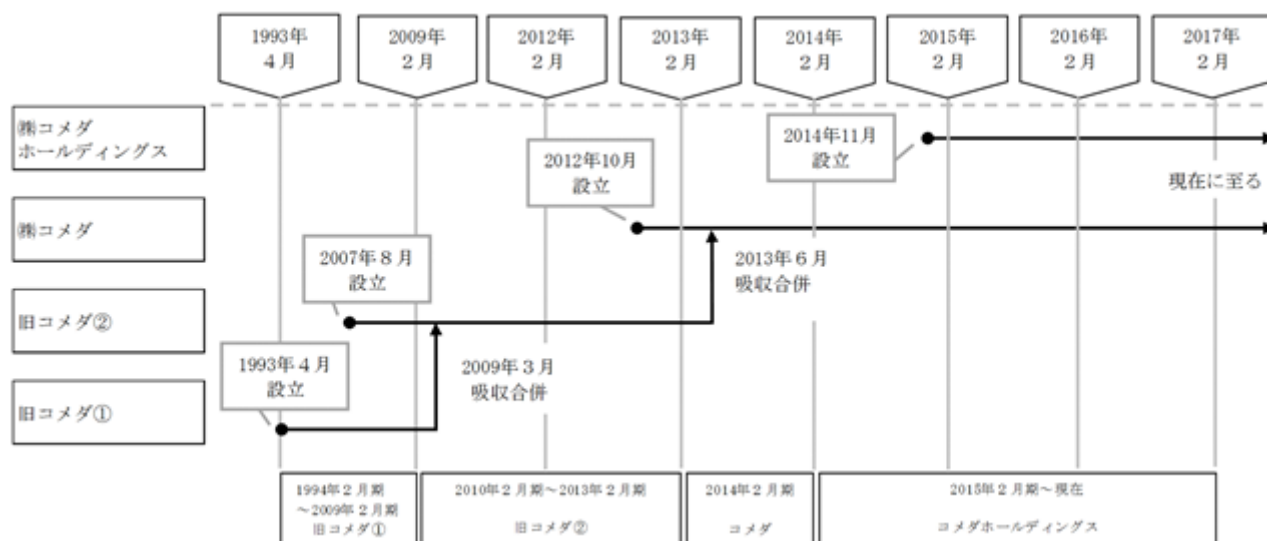 1993年
4月
2009年
2月
2012年
2月
2013年
2月
2014年
2月
2015年
2月
2016年
2月
2017年
2月
㈱コメダ
ホールディングス
2014年11月
設立
2012年10月
設立
現在に至る
㈱コメダ
2007年8月
設立
2013年6月
吸収合併
旧コメダ②
1993年4月
設立
2009年3月
吸収合併
旧コメダ①
1994年2月期
～2009年2月期
旧コメダ①
2010年2月期～2013年2月期
旧コメダ②
2014年2月期
コメダ
2015年2月期～現在
コメダホールディングス